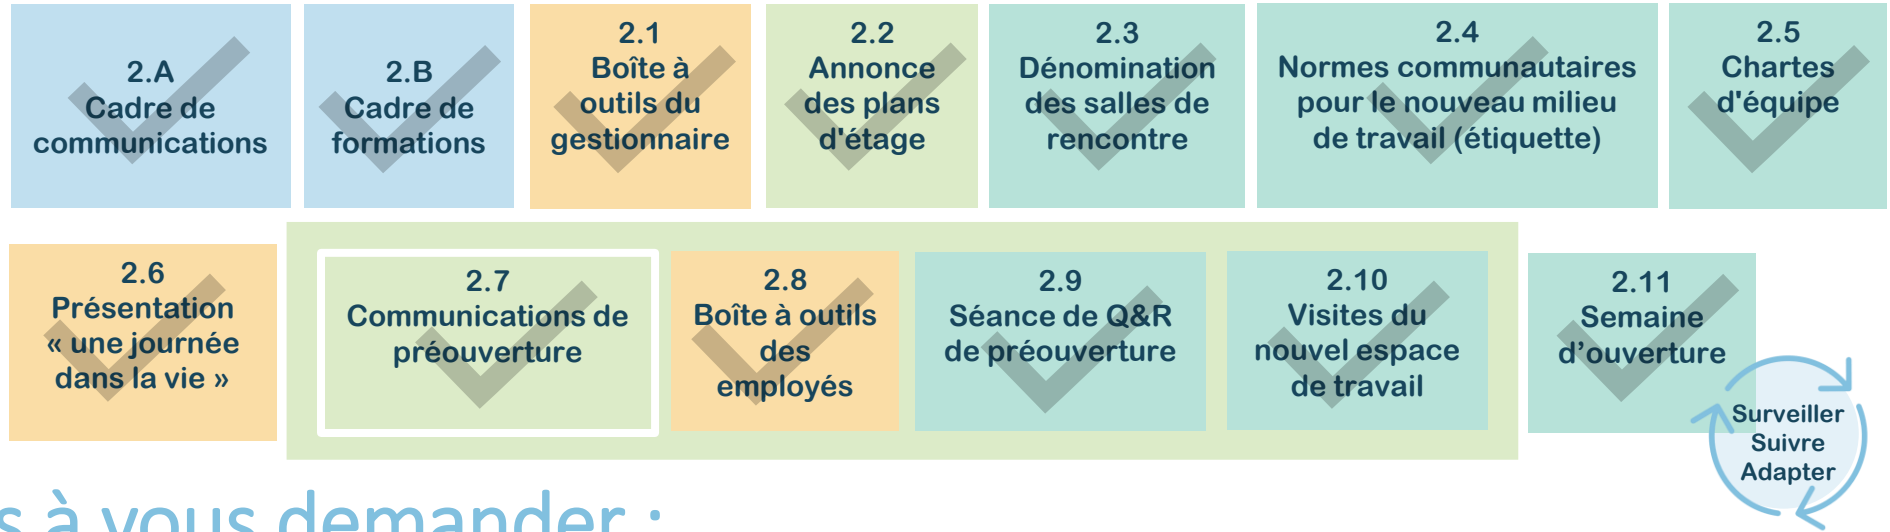 2.A
Cadre de
communications
2.B
Cadre de
formations
2.1
Boîte à
outils du
gestionnaire
2.2
Annonce
des plans
d'étage
2.3
Dénomination
des salles de
rencontre
2.4
Normes communautaires
pour le nouveau milieu
de travail (étiquette)
2.5
Chartes
d'équipe
2.6
Présentation
« une journée
dans la vie »
2.7
Communications de
préouverture
2.8
Boîte à outils
des
employés
2.9
Séance de Q&R
de préouverture
2.10
Visites du
nouvel espace
de travail
2.11
Semaine
d’ouverture
Surveiller
Suivre
Adapter
à vous demander :